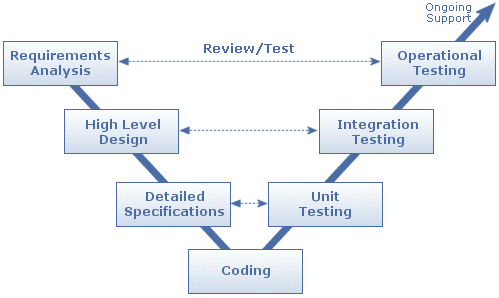 Ongoing
Support
Requirements
Analysis
Review/Test
Operational
Testing
High Level
Design
Integration
Testing
Detailed
Specifications
Unit
Testing
Coding